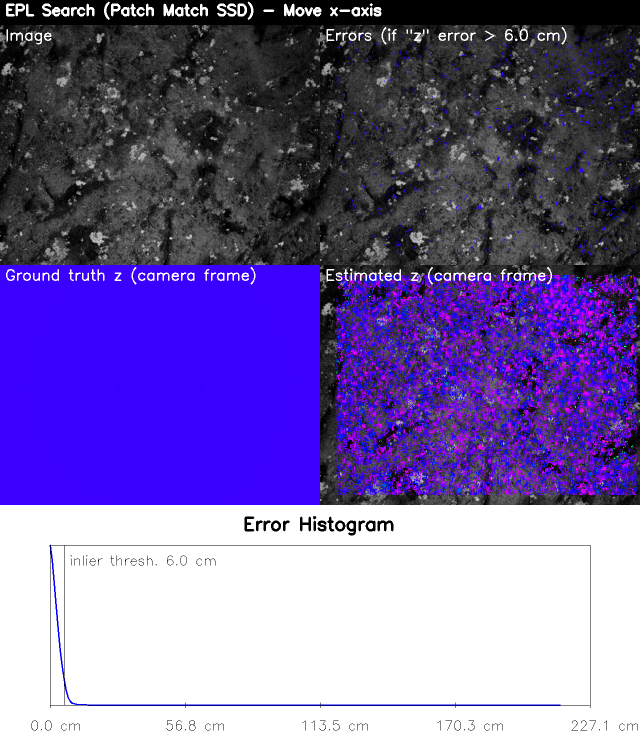 EPL Search (Patch Match SSD) - Move x-axis
Image
Errors (if "z" error > 6.0 cm)
Ground truth z (camera frame)
Estimated z (camera frame)
Error Histogram
inlier thresh. 6.0 cm
0.0 cm
56.8 cm
113.5 cm
170.3 cm
227.1 cm